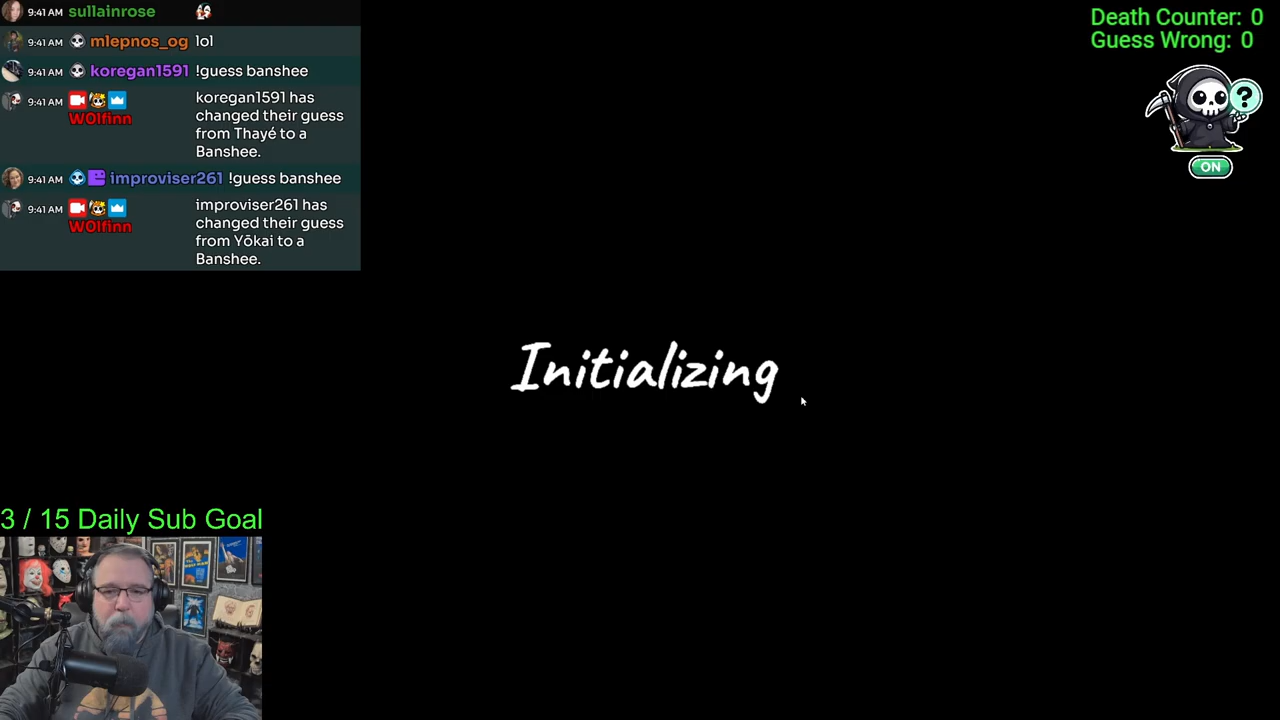 9:41 AM sullainrose
9:41 AM mlepnos_og lol
9:41 AM koregan1591 !guess banshee
9:41 AM W0lfinn koregan1591 has
changed their guess
from Thayé to a
Banshee.
9:41 AM improviser261 !guess banshee
9:41 AM W0lfinn improviser261 has
changed their guess
from Yōkai to a
Banshee.
Death Counter: 0
Guess Wrong: 0
?
ON
Initializing
3 / 15 Daily Sub Goal